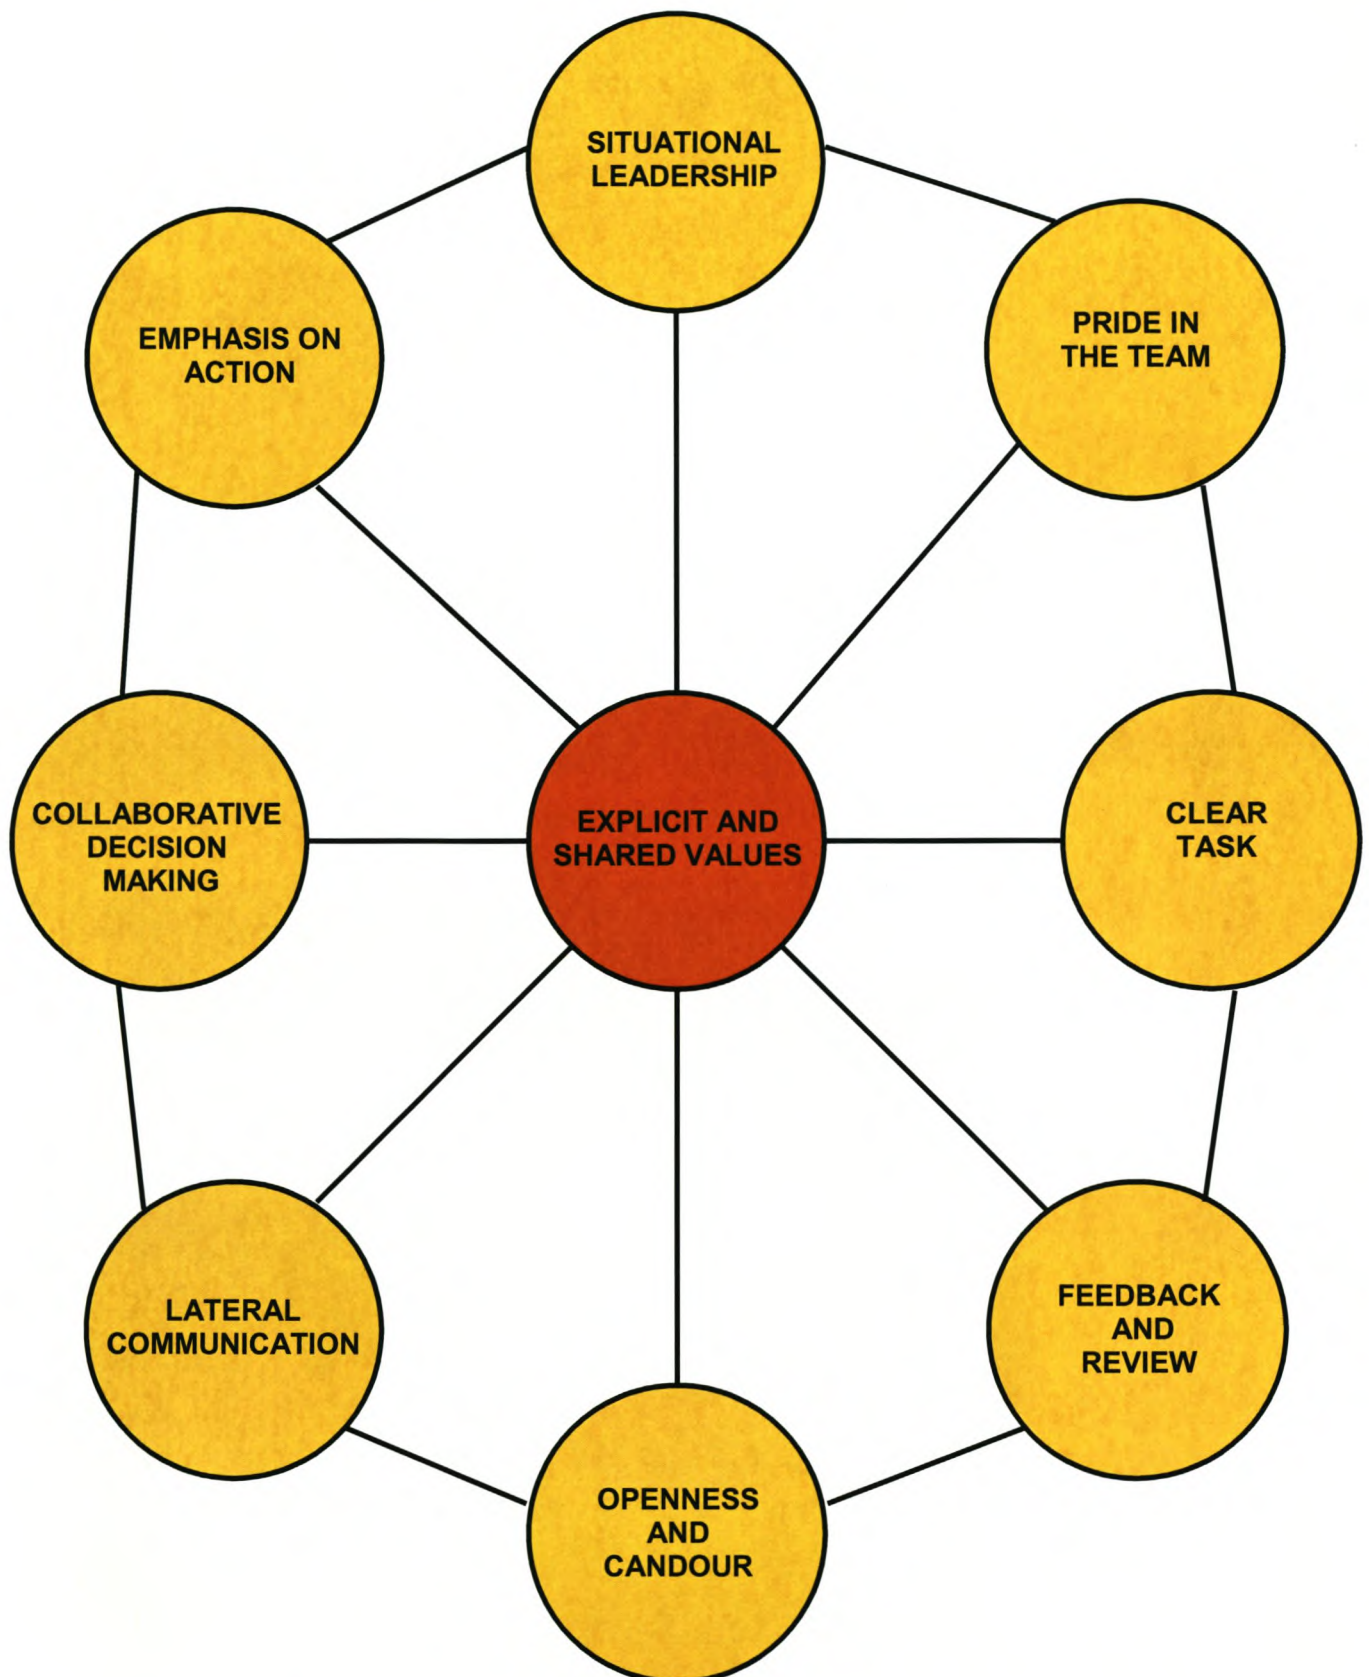 SITUATIONAL
LEADERSHIP
PRIDE IN
THE TEAM
EMPHASIS ON
ACTION
COLLABORATIVE
DECISION
MAKING
EXPLICIT AND
SHARED VALUES
CLEAR
TASK
LATERAL
COMMUNICATION
FEEDBACK
AND
REVIEW
OPENNESS
AND
CANDOUR